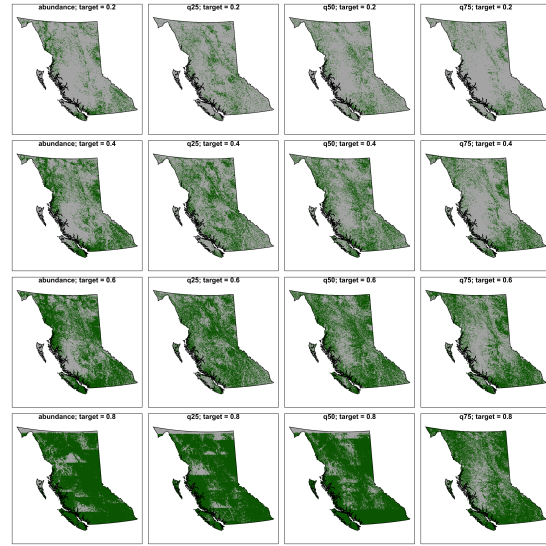 abundance; target = 0.2
q25; target = 0.2
q50; target = 0.2
q75; target = 0.2
abundance; target = 0.4
q25; target = 0.4
q50; target = 0.4
q75; target = 0.4
abundance; target = 0.6
q25; target = 0.6
q50; target = 0.6
q75; target = 0.6
abundance; target = 0.8
q25; target = 0.8
q50; target = 0.8
q75; target = 0.8